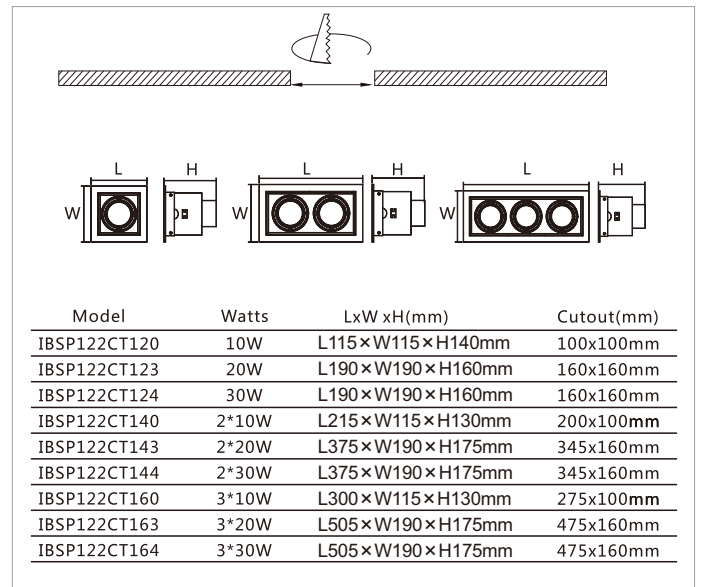 L H L H L H
W W W
Model Watts LxW xH(mm) Cutout(mm)
IBSP122CT120 10W L115×W115×H140mm 100x100mm
IBSP122CT123 20W L190×W190×H160mm 160x160mm
IBSP122CT124 30W L190×W190×H160mm 160x160mm
IBSP122CT140 2*10W L215×W115×H130mm 200x100mm
IBSP122CT143 2*20W L375×W190×H175mm 345x160mm
IBSP122CT144 2*30W L375×W190×H175mm 345x160mm
IBSP122CT160 3*10W L300×W115×H130mm 275x100mm
IBSP122CT163 3*20W L505×W190×H175mm 475x160mm
IBSP122CT164 3*30W L505×W190×H175mm 475x160mm